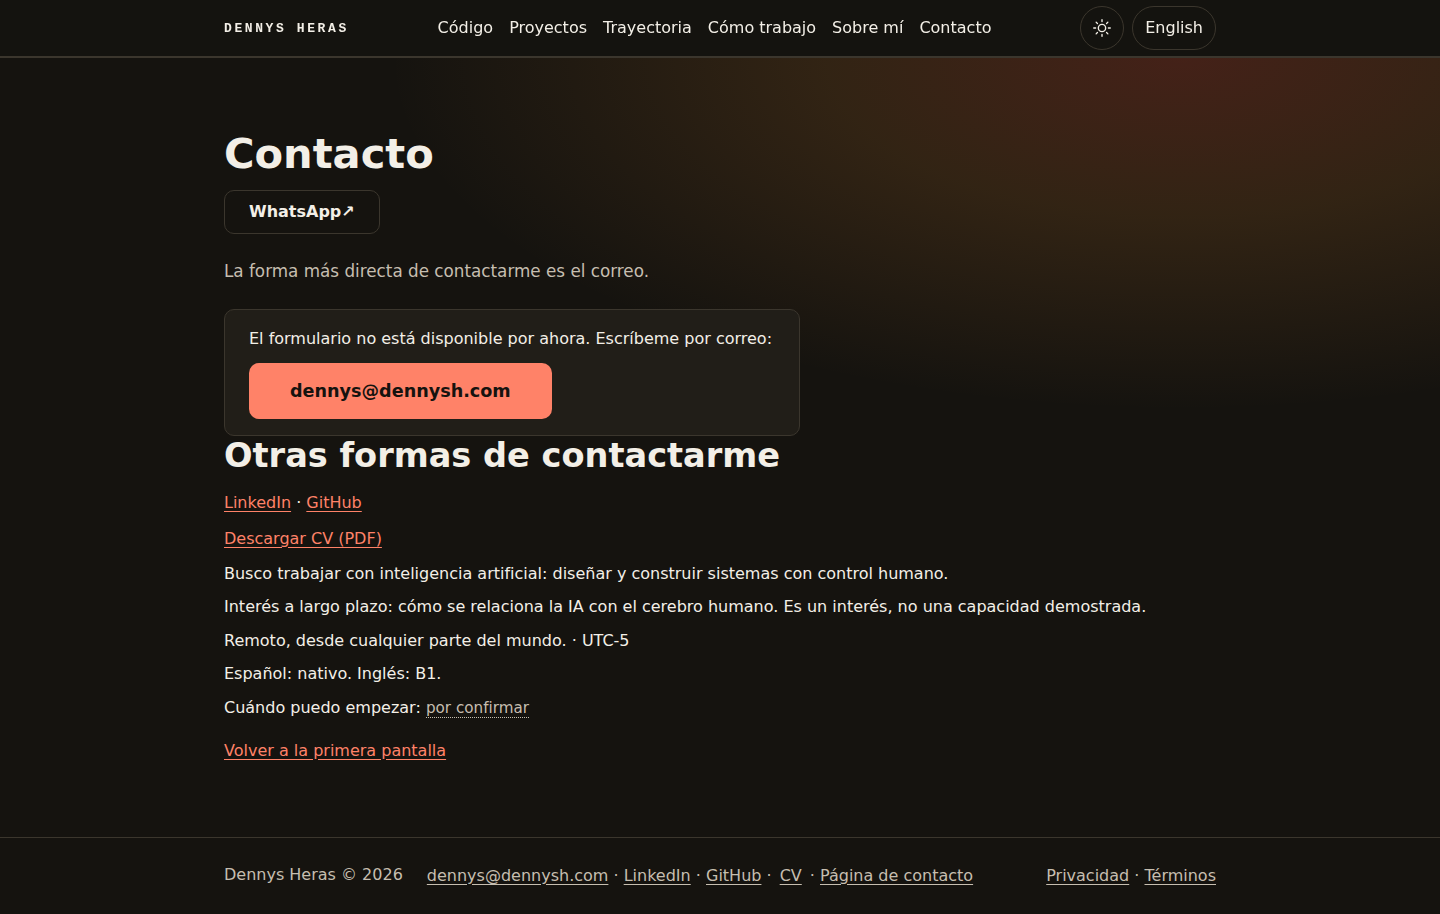 DENNYS HERAS
Código Proyectos Trayectoria Cómo trabajo Sobre mí Contacto
English
Contacto
WhatsApp↗
La forma más directa de contactarme es el correo.
El formulario no está disponible por ahora. Escríbeme por correo:
dennys@dennysh.com
Otras formas de contactarme
LinkedIn · GitHub
Descargar CV (PDF)
Busco trabajar con inteligencia artificial: diseñar y construir sistemas con control humano.
Interés a largo plazo: cómo se relaciona la IA con el cerebro humano. Es un interés, no una capacidad demostrada.
Remoto, desde cualquier parte del mundo. · UTC-5
Español: nativo. Inglés: B1.
Cuándo puedo empezar: por confirmar
Volver a la primera pantalla
Dennys Heras © 2026 dennys@dennysh.com · LinkedIn · GitHub · CV · Página de contacto Privacidad · Términos